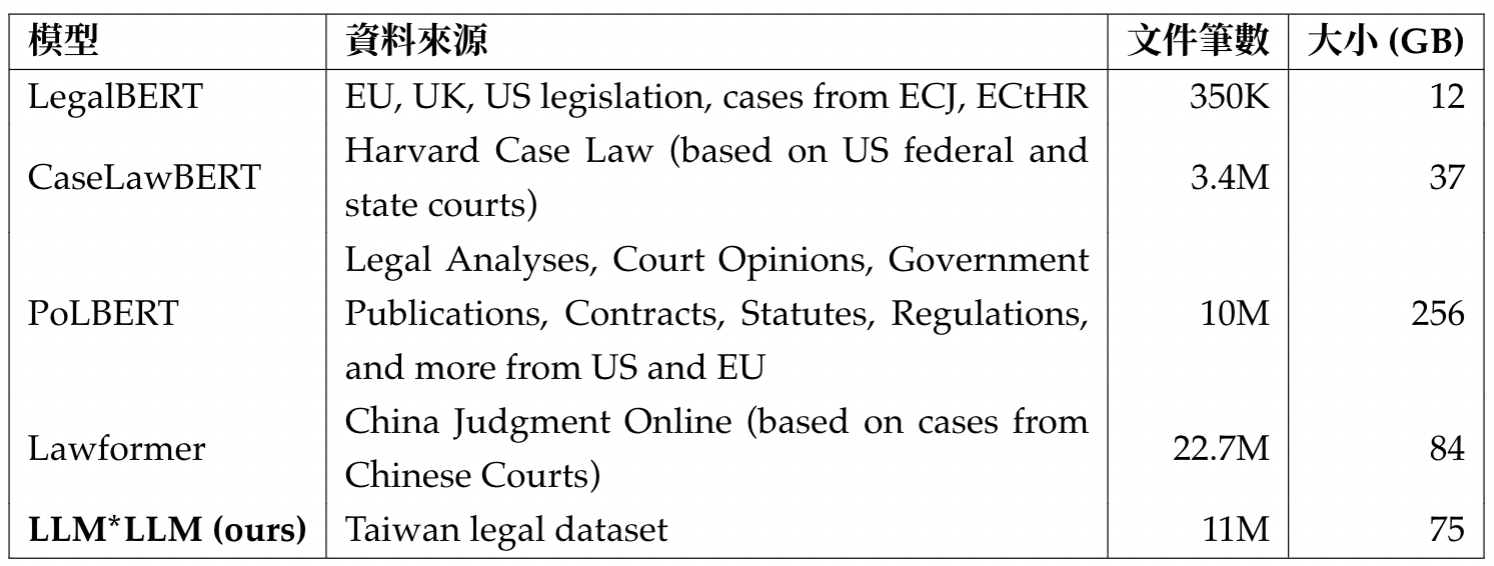 模型 資料來源 文件筆數 大小 (GB)
LegalBERT EU, UK, US legislation, cases from ECJ, ECtHR 350K 12
CaseLawBERT Harvard Case Law (based on US federal and 3.4M 37
state courts)
Legal Analyses, Court Opinions, Government
PoLBERT Publications, Contracts, Statutes, Regulations, 10M 256
and more from US and EU
Lawformer China Judgment Online (based on cases from 22.7M 84
Chinese Courts)
LLM*LLM (ours) Taiwan legal dataset 11M 75